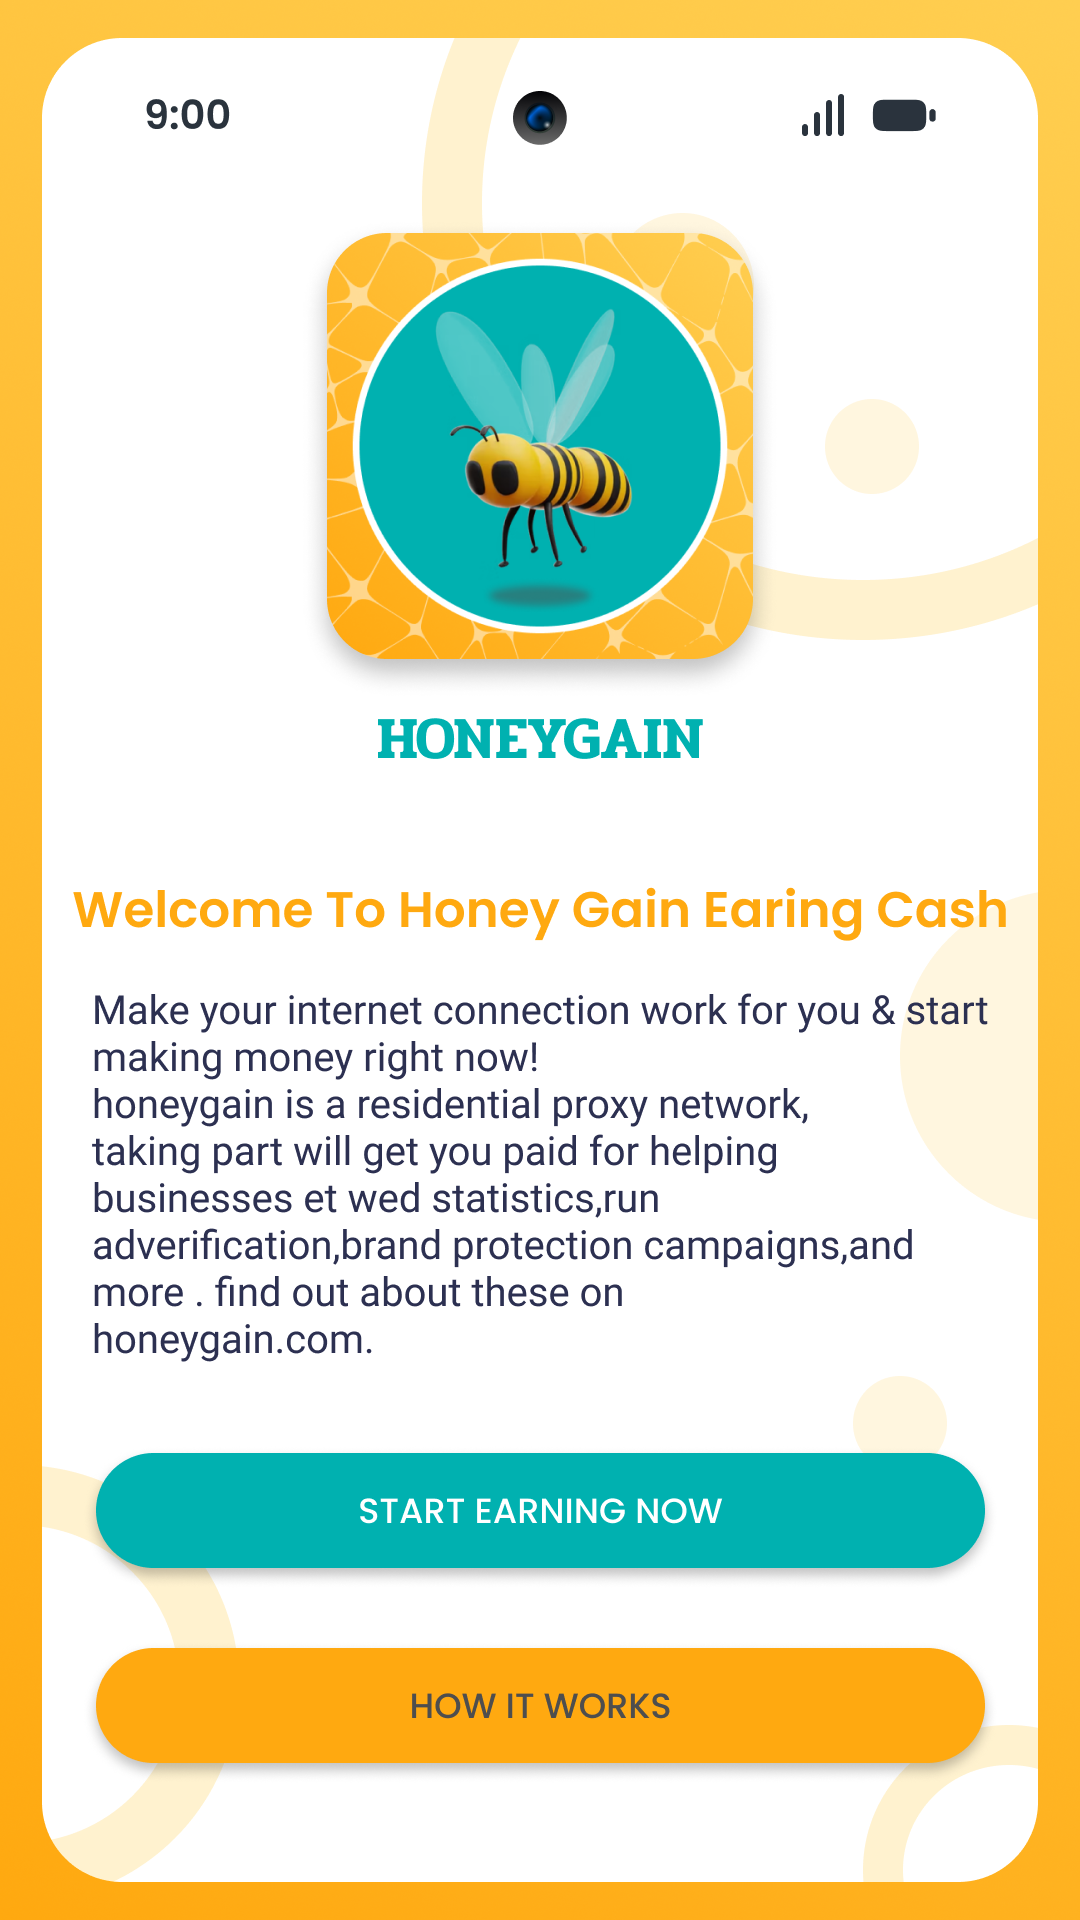 9:00
HONEYGAIN
Welcome To Honey Gain Earing Cash
Make your internet connection work for you & start
making money right now!
honeygain is a residential proxy network,
taking part will get you paid for helping
businesses et wed statistics,run
adverification,brand protection campaigns,and
more . find out about these on
honeygain.com.
START EARNING NOW
HOW IT WORKS